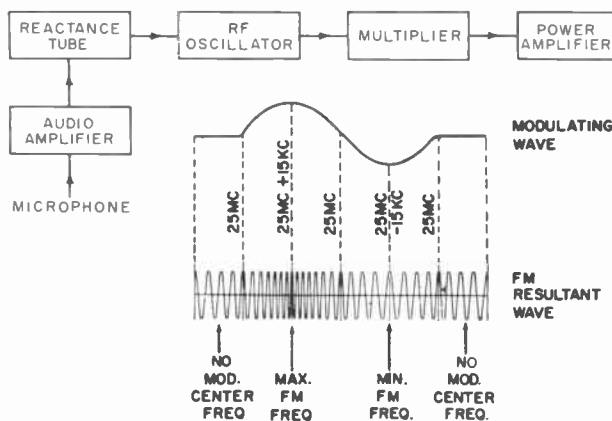 REACTANCE
TUBE
RF
OSCILLATOR
MULTIPLIER
POWER
AMPLIFIER
AUDIO
AMPLIFIER
MICROPHONE
MODULATING
WAVE
25MC
25MC +15KC
25MC
25MC
-15KC
25MC
FM
RESULTANT
WAVE
NO
MOD.
CENTER
FREQ
MAX.
FM
FREQ
MIN.
FM
FREQ.
NO
MOD.
CENTER
FREQ.